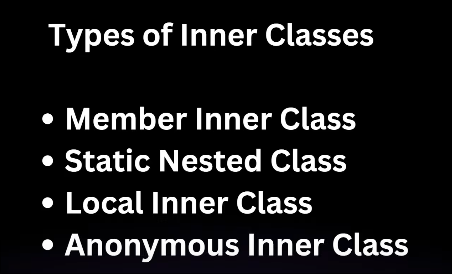 Types of Inner Classes
• Member Inner Class
• Static Nested Class
• Local Inner Class
• Anonymous Inner Class